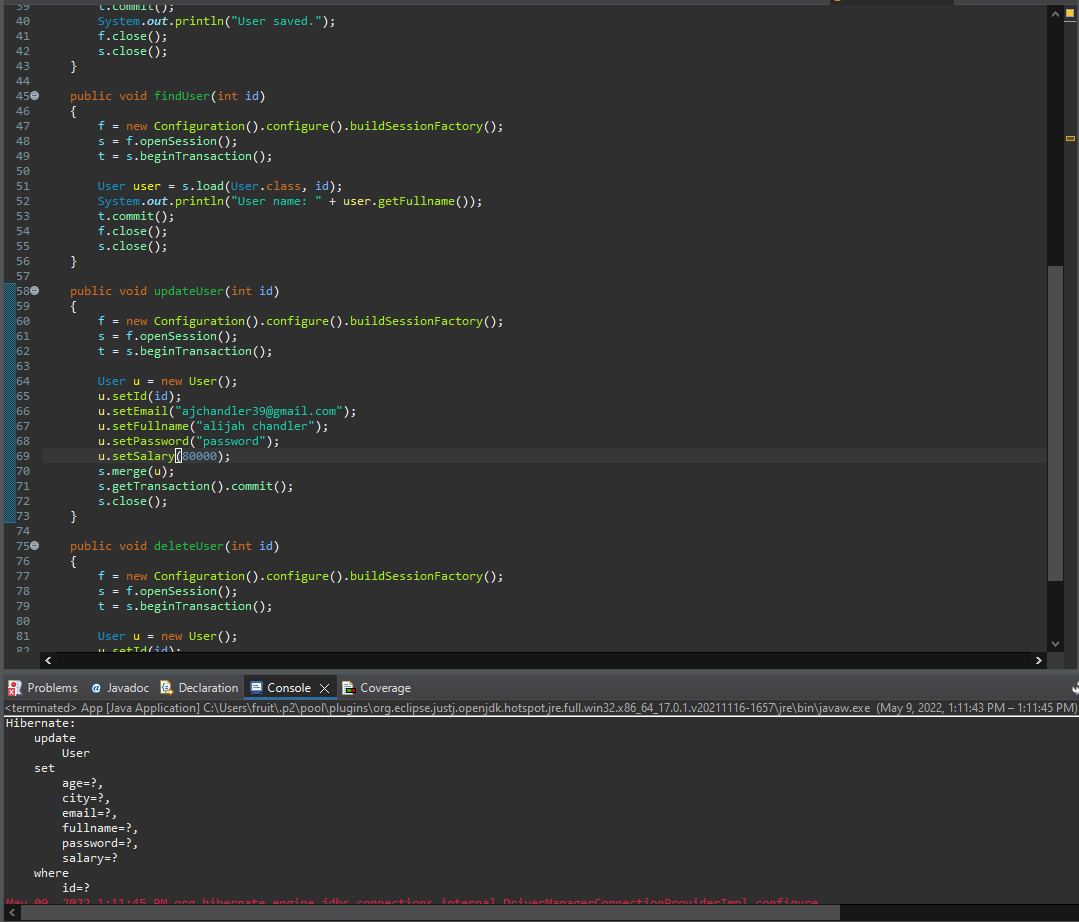 39 t.commit();
40 System.out.println("User saved.");
41 f.close();
42 s.close();
43 }
44
45 public void findUser(int id)
46 {
47 f = new Configuration().configure().buildSessionFactory();
48 s = f.openSession();
49 t = s.beginTransaction();
50
51 User user = s.load(User.class, id);
52 System.out.println("User name: " + user.getFullname());
53 t.commit();
54 f.close();
55 s.close();
56 }
57
58 public void updateUser(int id)
59 {
60 f = new Configuration().configure().buildSessionFactory();
61 s = f.openSession();
62 t = s.beginTransaction();
63
64 User u = new User();
65 u.setId(id);
66 u.setEmail("ajchandler39@gmail.com");
67 u.setFullname("alijah chandler");
68 u.setPassword("password");
69 u.setSalary(80000);
70 s.merge(u);
71 s.getTransaction().commit();
72 s.close();
73 }
74
75 public void deleteUser(int id)
76 {
77 f = new Configuration().configure().buildSessionFactory();
78 s = f.openSession();
79 t = s.beginTransaction();
80
81 User u = new User();
82 u.setId(id);
Problems @ Javadoc Declaration Console Coverage
<terminated> App [Java Application] C:\Users\fruit\.p2\pool\plugins\org.eclipse.justj.openjdk.hotspot.jre.full.win32.x86_64_17.0.1.v20211116-1657\jre\bin\javaw.exe (May 9, 2022, 1:11:43 PM – 1:11:45 PM)
Hibernate:
update
User
set
age=?,
city=?,
email=?,
fullname=?,
password=?,
salary=?
where
id=?
May 09, 2022 1:11:45 PM org.hibernate.engine.jdbc.connections.internal.DriverManagerConnectionProviderImpl configure